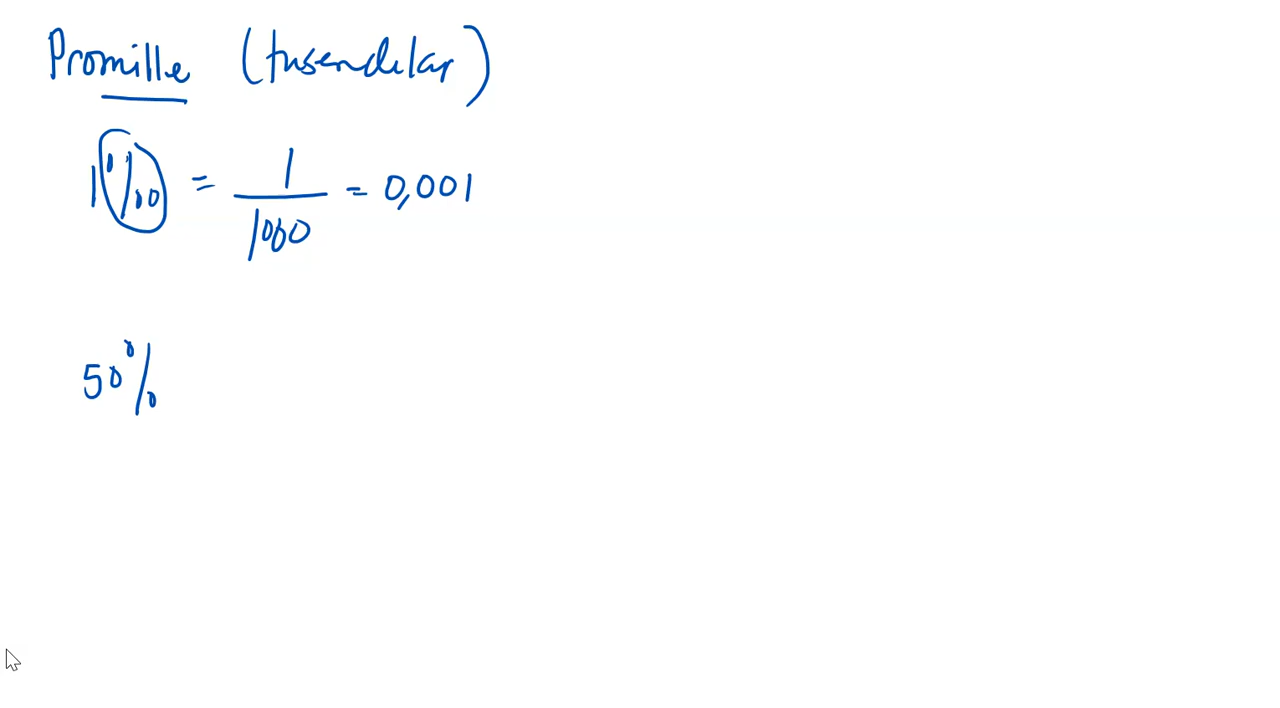 Promille (tusendelar)
1‰ = 1/1000 = 0,001
50%